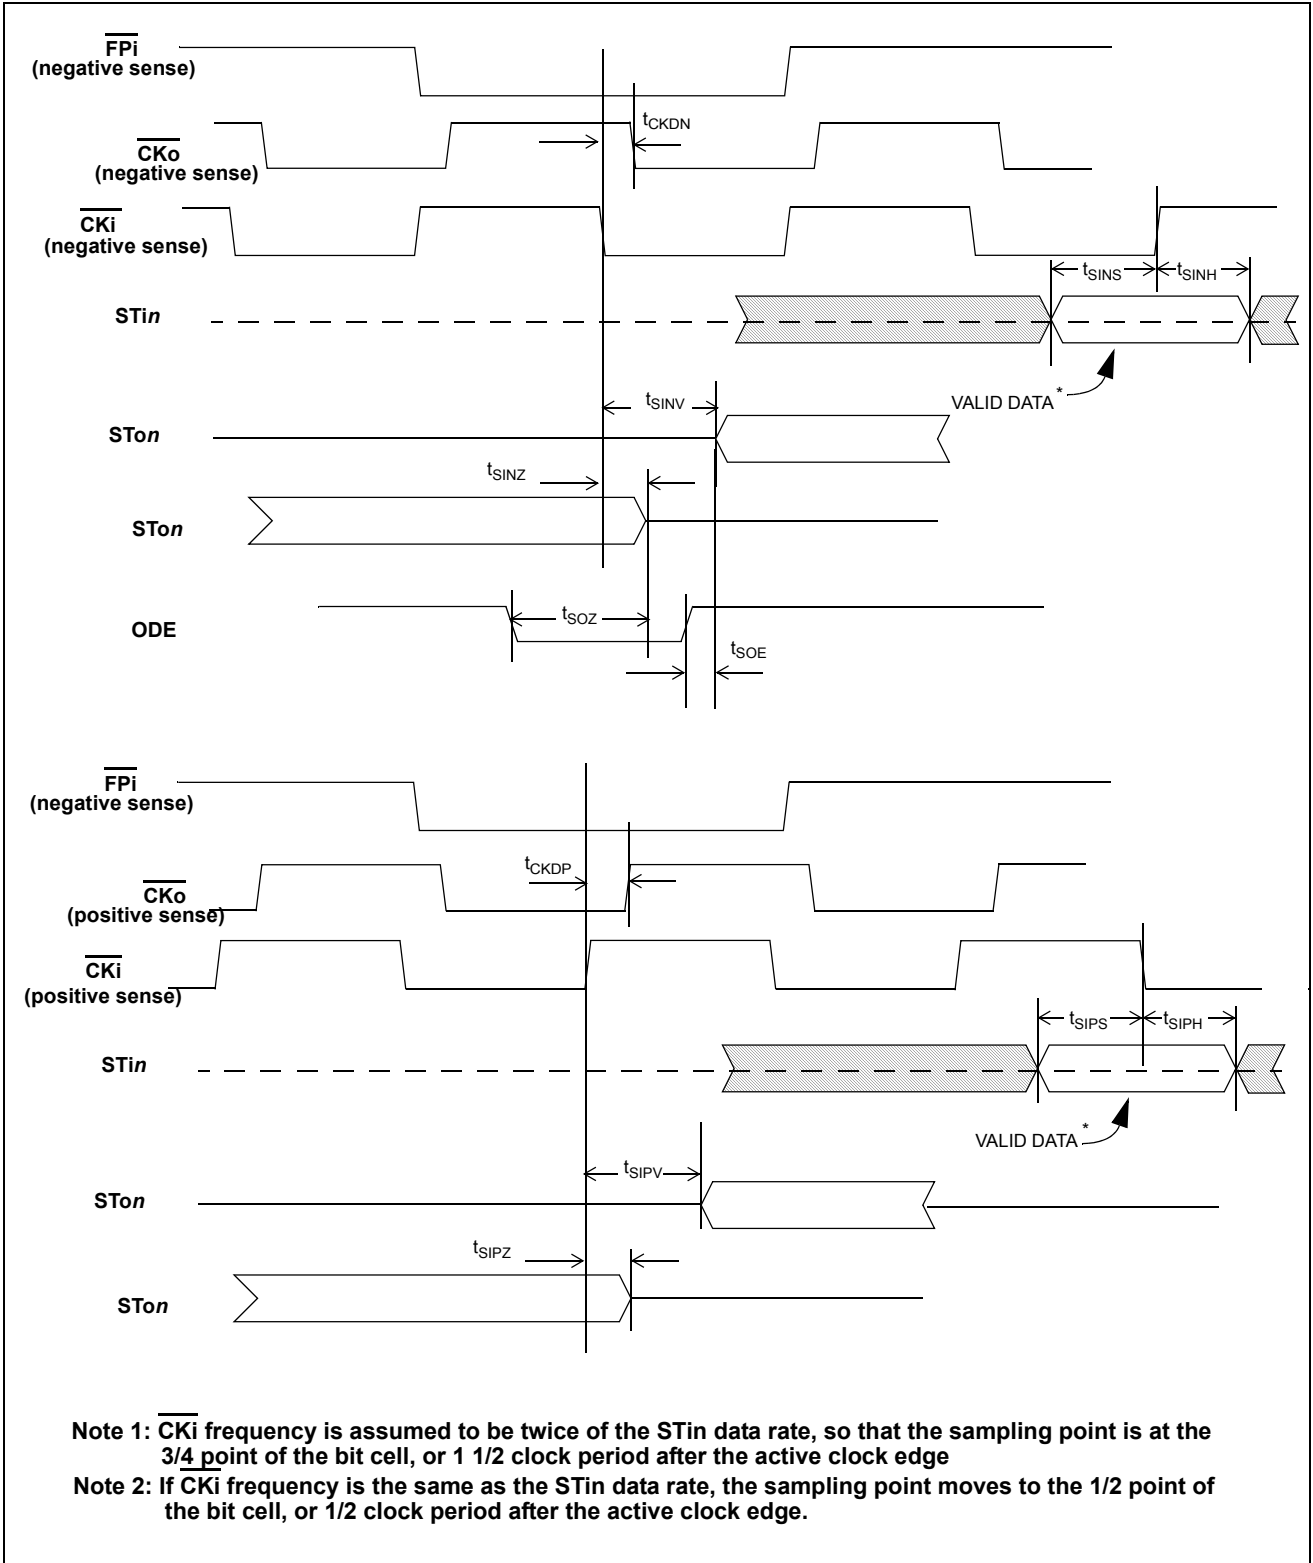 FPi
(negative sense)
tCKDN
CKo
(negative sense)
CKi
(negative sense)
tSINS
tSINH
STin
VALID DATA *
tSINV
STon
tSINZ
STon
tSOZ
ODE
tSOE
FPi
(negative sense)
tCKDP
CKo
(positive sense)
CKi
(positive sense)
tSIPS
tSIPH
STin
VALID DATA *
tSIPV
STon
tSIPZ
STon
Note 1: CKi frequency is assumed to be twice of the STin data rate, so that the sampling point is at the
3/4 point of the bit cell, or 1 1/2 clock period after the active clock edge
Note 2: If CKi frequency is the same as the STin data rate, the sampling point moves to the 1/2 point of
the bit cell, or 1/2 clock period after the active clock edge.